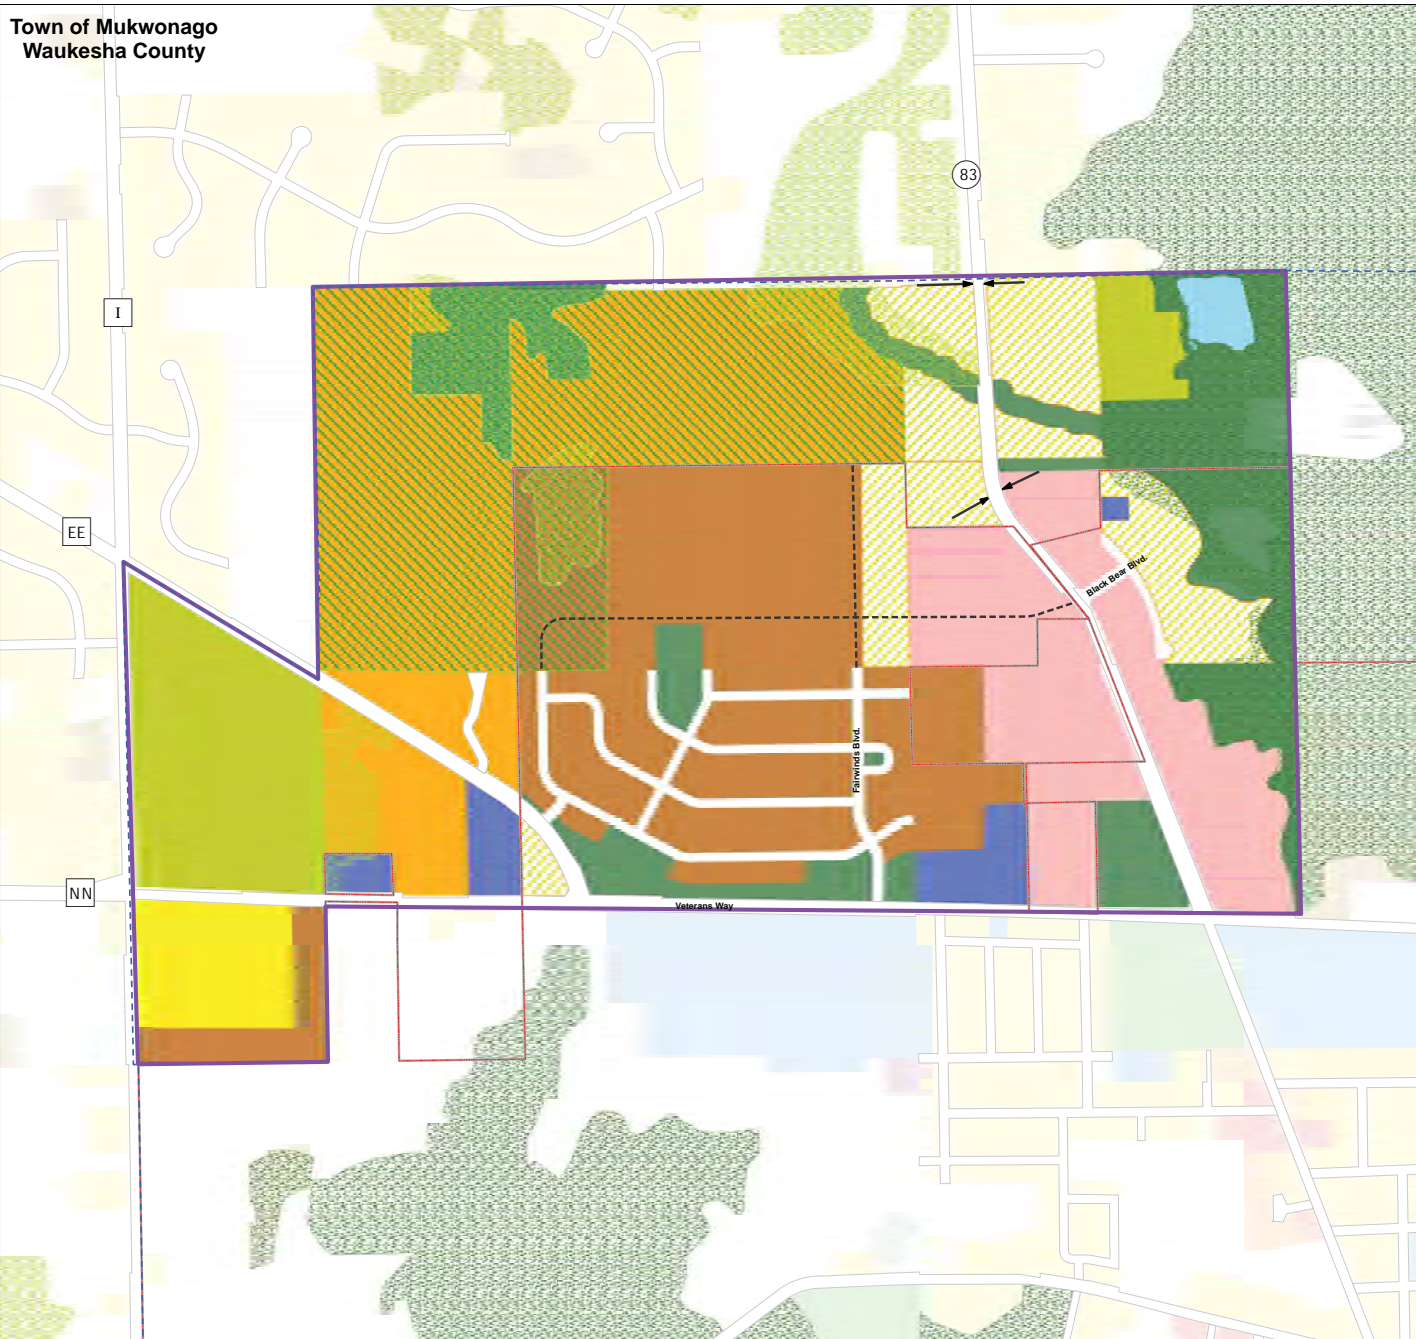 Town of Mukwonago
Waukesha County
83
I
EE
Black Bear Blvd.
Fairwinds Blvd.
NN
Veterans Way